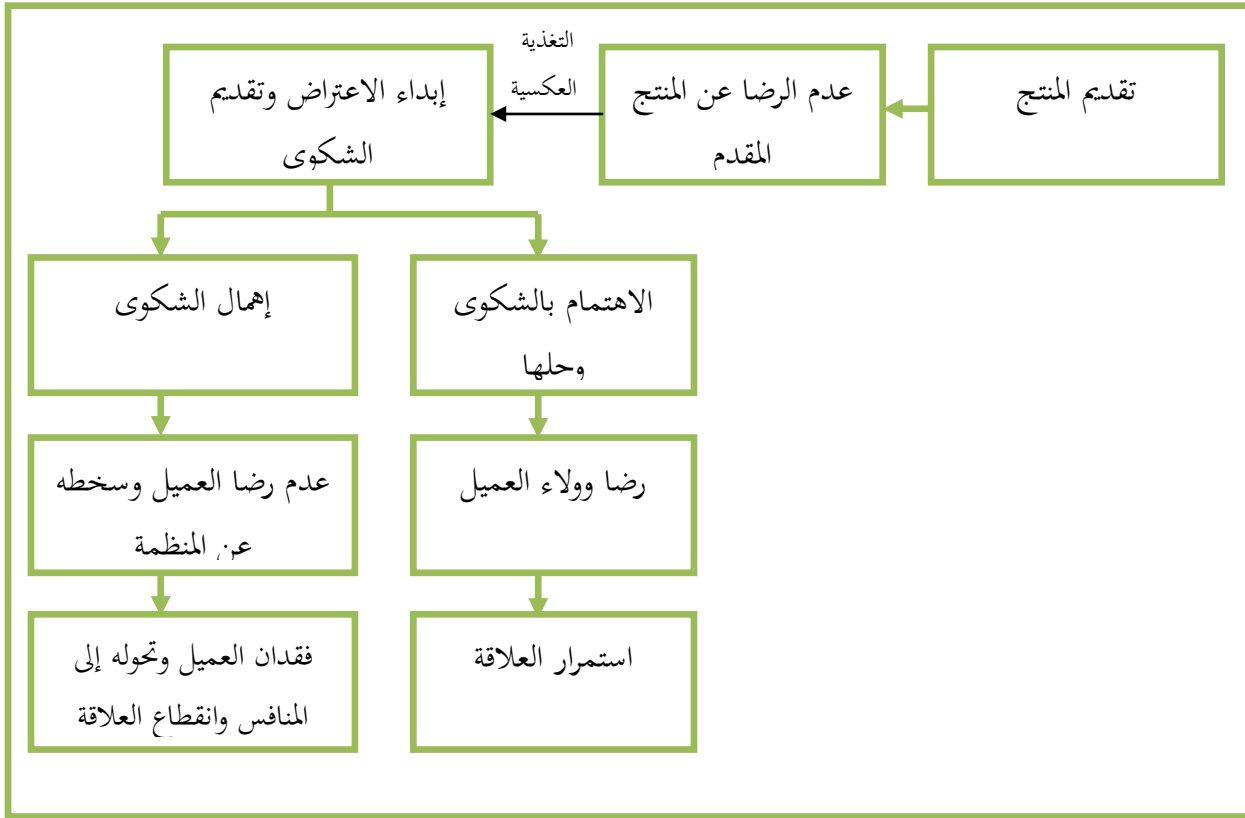 تقديم المنتج
عدم الرضا عن المنتج
المقدم
التغذية
العكسية
إبداء الاعتراض وتقديم
الشكوى
الاهتمام بالشكوى
وحلها
إهمال الشكوى
رضا وولاء العميل
عدم رضا العميل وسخطه
عن المنظمة
استمرار العلاقة
فقدان العميل وتحوله إلى
المنافس وانقطاع العلاقة